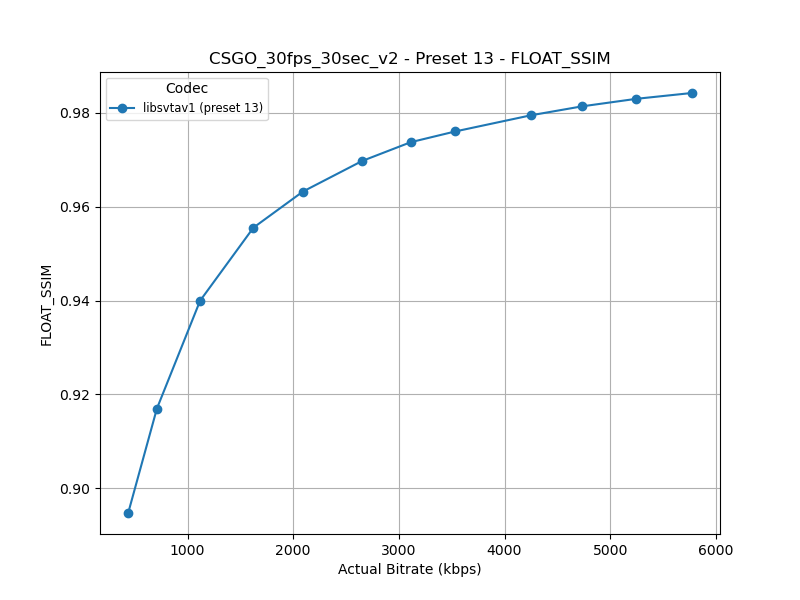 CSGO_30fps_30sec_v2 - Preset 13 - FLOAT_SSIM
Codec
libsvtav1 (preset 13)
FLOAT_SSIM
0.98
0.96
0.94
0.92
0.90
1000 2000 3000 4000 5000 6000
Actual Bitrate (kbps)